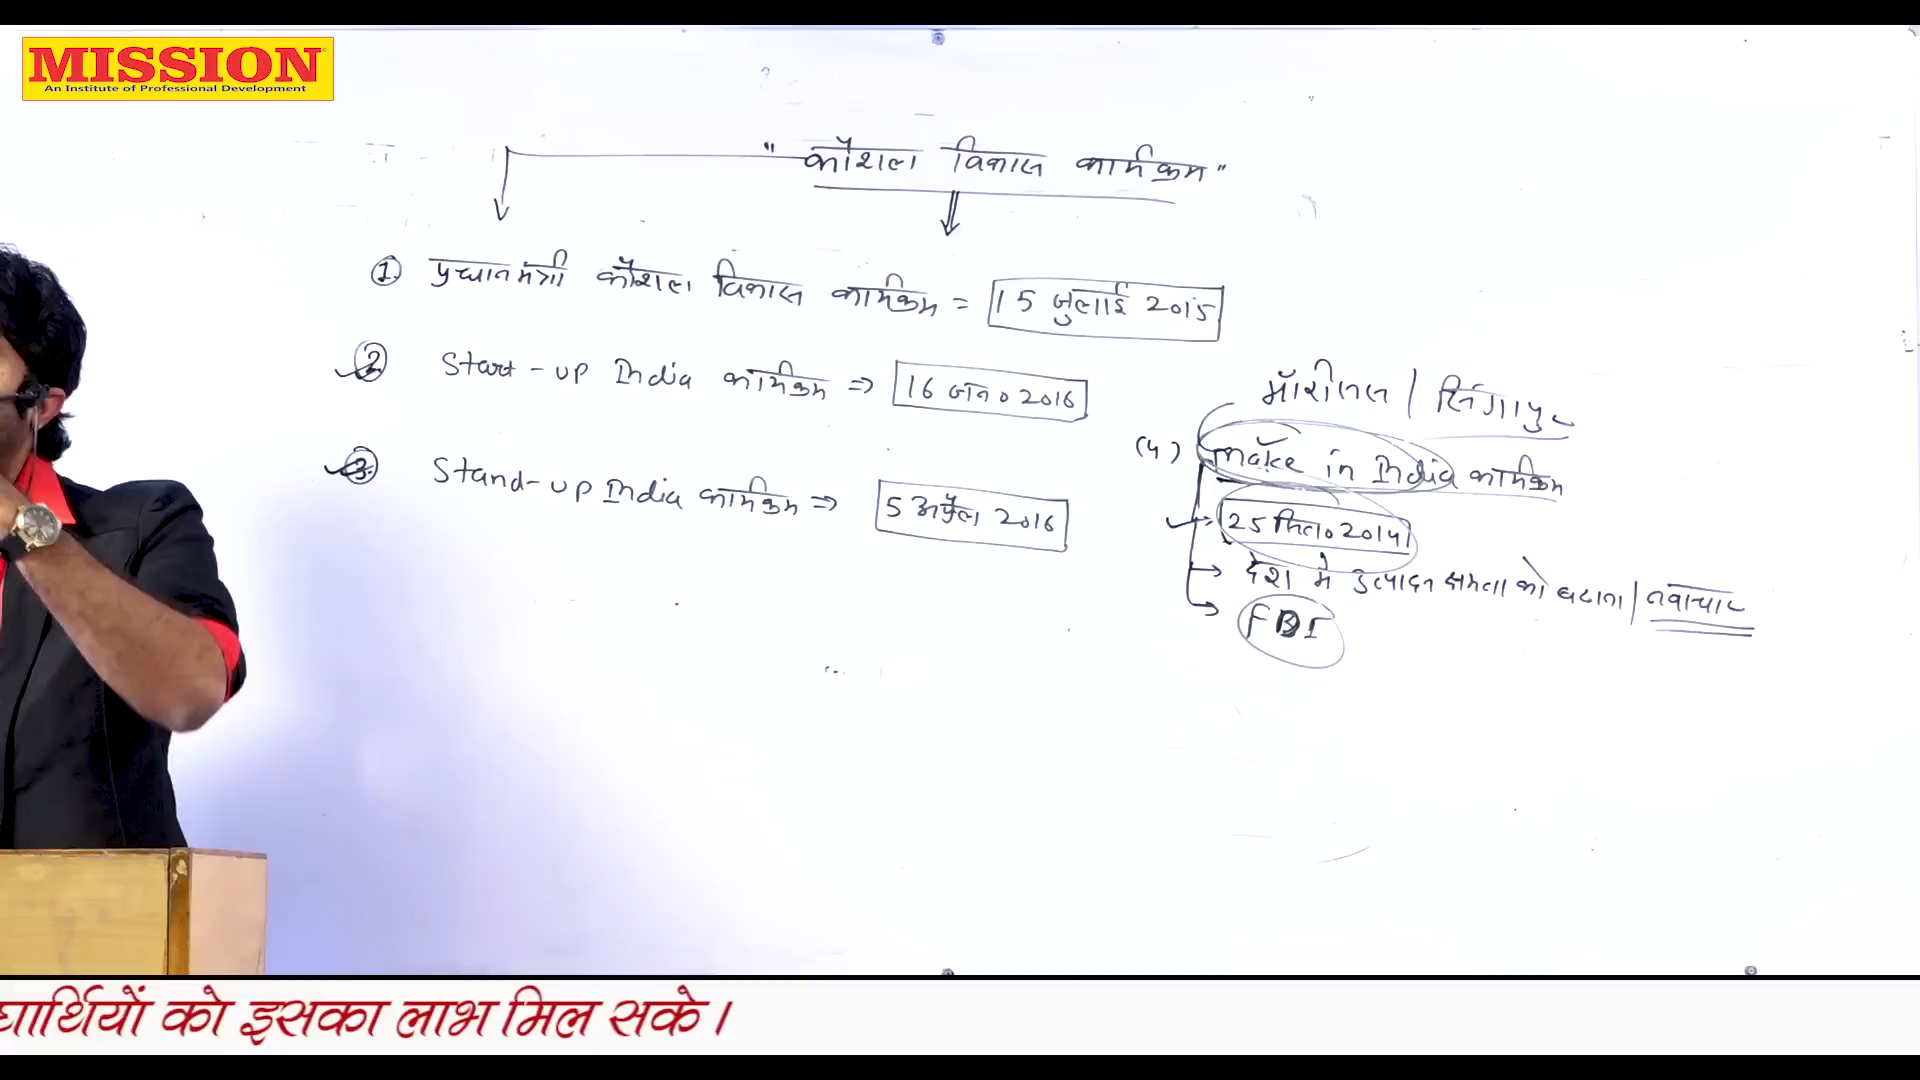 MISSION
An Institute of Professional Development
" कौशल विकास कार्यक्रम "
① प्रधानमंत्री कौशल विकास कार्यक्रम = 15 जुलाई 2015
② Start-up India कार्यक्रम ⇒ 16 जन० 2016
③ Stand-up India कार्यक्रम ⇒ 5 अप्रैल 2016
मॉरीशस / सिंगापुर
(4) make in India कार्यक्रम
→ 25 सित० 2014
→ देश में उत्पादन क्षमता को बढाना / नवाचार
→ FDI
को इसका लाभ मिल सके।